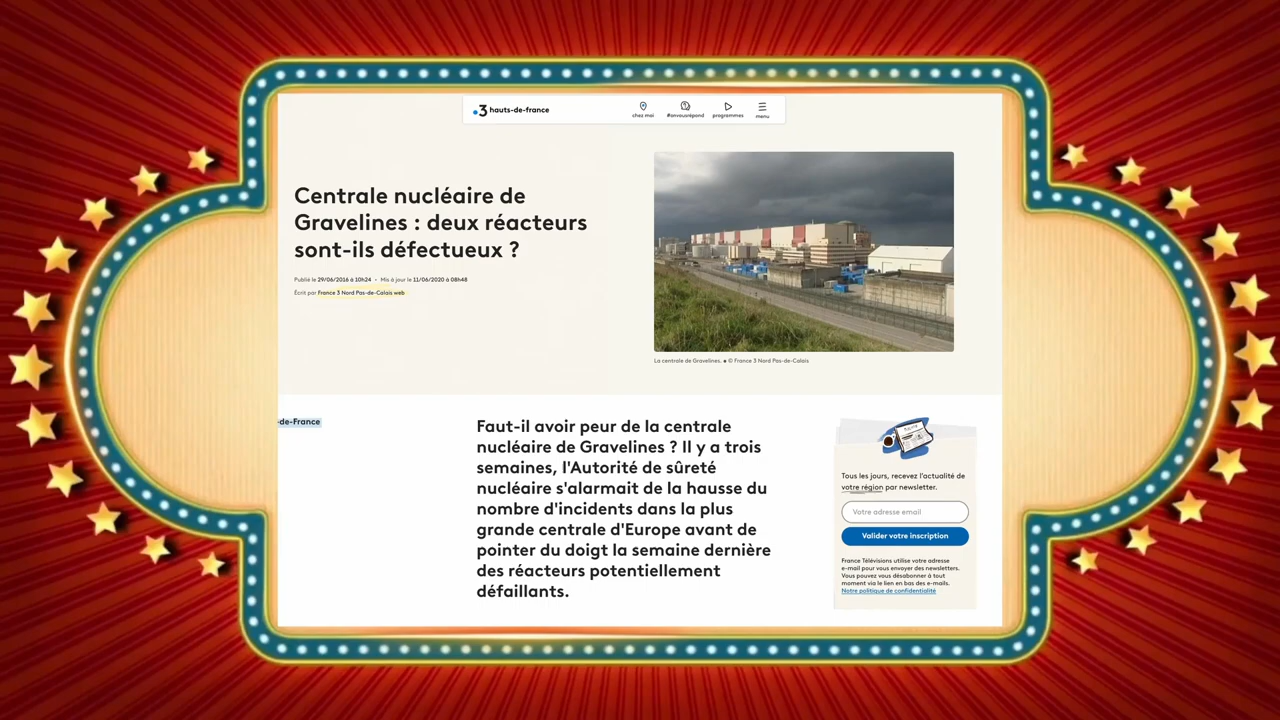 3 hauts-de-france
chez moi
#onvousrépond
programmes
menu
Centrale nucléaire de
Gravelines : deux réacteurs
sont-ils défectueux ?
Publié le 29/06/2016 à 10h24 • Mis à jour le 11/06/2020 à 08h48
Écrit par France 3 Nord Pas-de-Calais web
La centrale de Gravelines. • © France 3 Nord Pas-de-Calais
-de-France
Faut-il avoir peur de la centrale
nucléaire de Gravelines ? Il y a trois
semaines, l'Autorité de sûreté
nucléaire s'alarmait de la hausse du
nombre d'incidents dans la plus
grande centrale d'Europe avant de
pointer du doigt la semaine dernière
des réacteurs potentiellement
défaillants.
Tous les jours, recevez l'actualité de
votre région par newsletter.
Votre adresse email
Valider votre inscription
France Télévisions utilise votre adresse
e-mail pour vous envoyer des newsletters.
Vous pouvez vous désabonner à tout
moment via le lien en bas des e-mails.
Notre politique de confidentialité